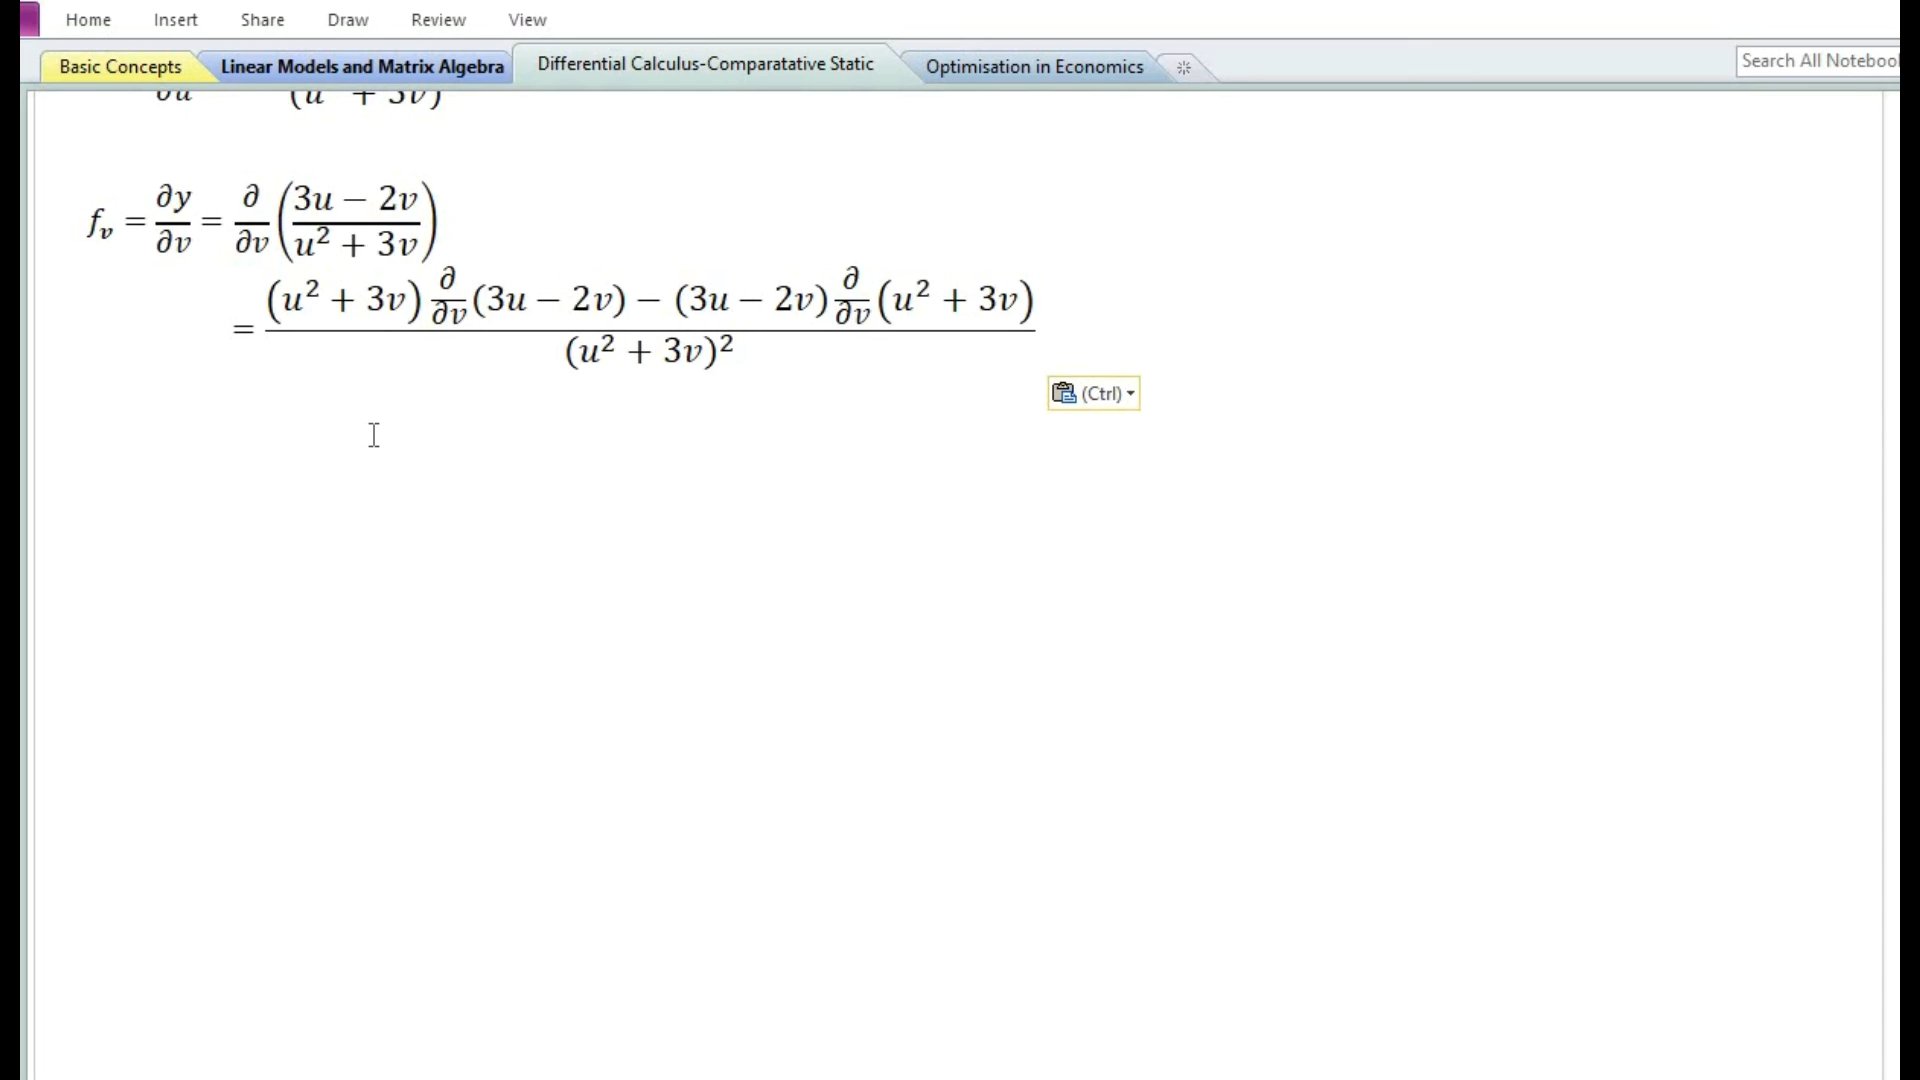 Home Insert Share Draw Review View
Basic Concepts Linear Models and Matrix Algebra Differential Calculus-Comparatative Static Optimisation in Economics Search All Noteboo
∂u (u + 3v)
f_v = ∂y/∂v = ∂/∂v ((3u − 2v)/(u² + 3v))
= ((u² + 3v) ∂/∂v (3u − 2v) − (3u − 2v) ∂/∂v (u² + 3v))/(u² + 3v)²
(Ctrl)